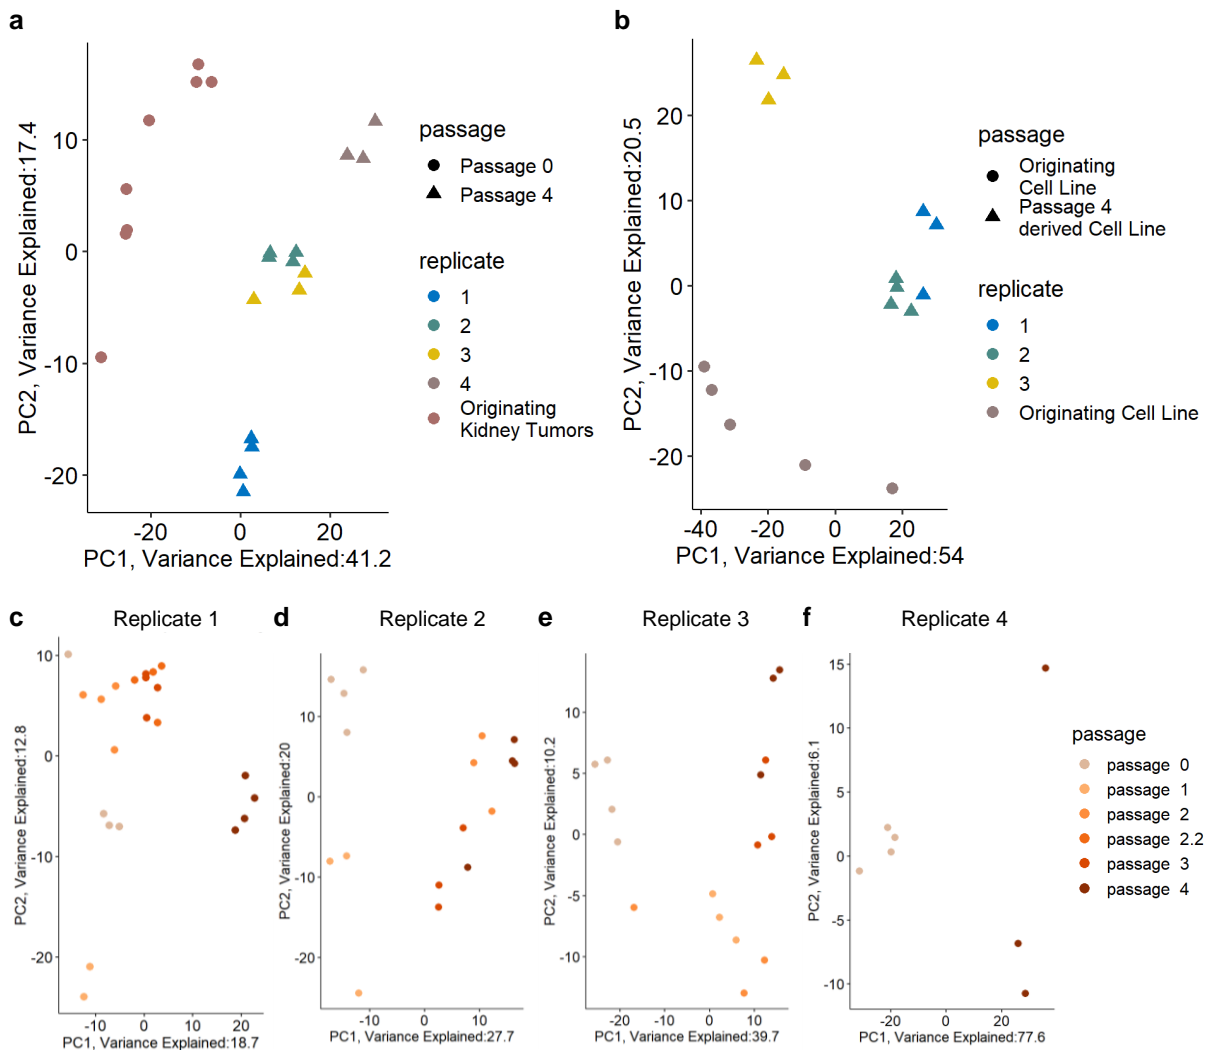 a
PC2, Variance Explained:17.4
10
0
-10
-20
-20
0
20
PC1, Variance Explained:41.2
passage
Passage 0
Passage 4
replicate
1
2
3
4
Originating
Kidney Tumors
b
PC2, Variance Explained:20.5
20
10
0
-10
-20
-40
-20
0
20
PC1, Variance Explained:54
passage
Originating
Cell Line
Passage 4
derived Cell Line
replicate
1
2
3
Originating Cell Line
c
Replicate 1
PC2, Variance Explained:12.8
10
0
-10
-20
-10
0
10
20
PC1, Variance Explained:18.7
d
Replicate 2
PC2, Variance Explained:20
10
0
-10
-20
-10
0
10
PC1, Variance Explained:27.7
e
Replicate 3
PC2, Variance Explained:10.2
10
5
0
-5
-10
-20
-10
0
10
PC1, Variance Explained:39.7
f
Replicate 4
PC2, Variance Explained:6.1
15
10
5
0
-5
-10
-20
0
20
PC1, Variance Explained:77.6
passage
passage 0
passage 1
passage 2
passage 2.2
passage 3
passage 4